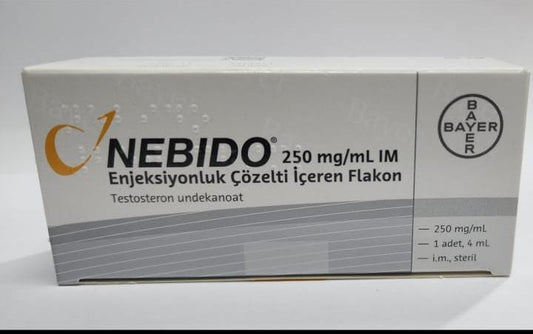 NEBIDO® 250 mg/mL IM
Enjeksiyonluk Çözelti İçeren Flakon
Testosteron undekanoat
BAYER
BAYER
250 mg/mL
1 adet, 4 mL
i.m., steril